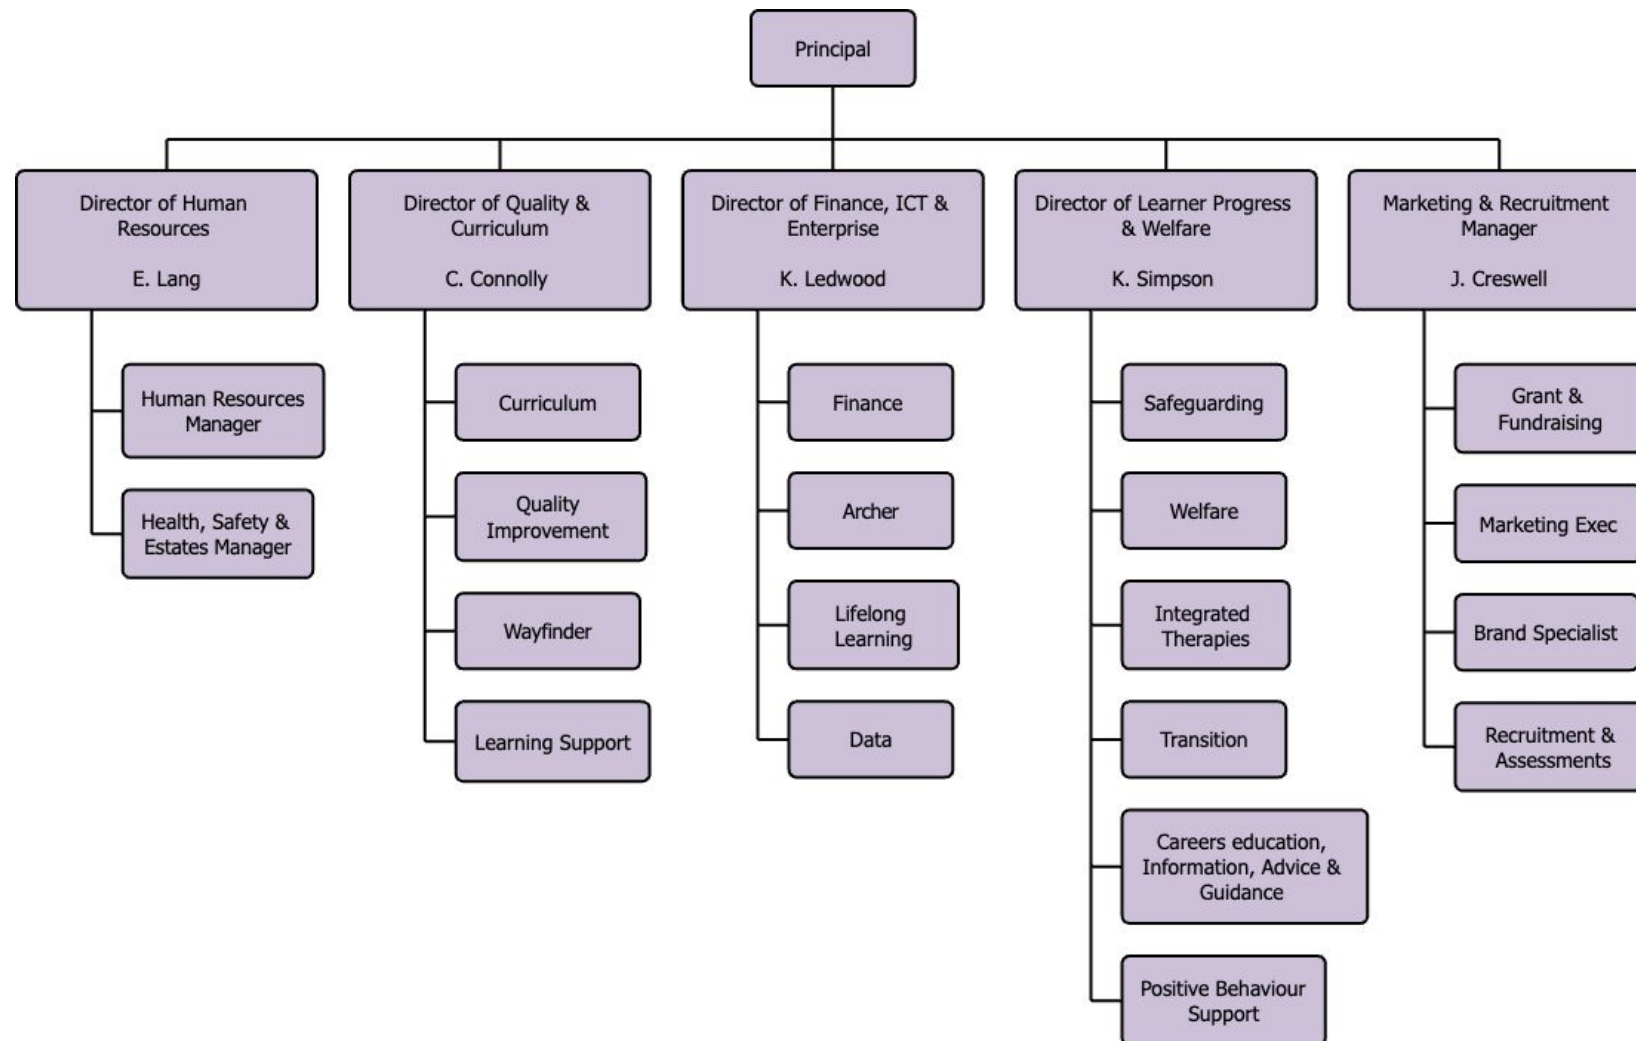 Principal
Director of Human
Resources
E. Lang
Human Resources
Manager
Health, Safety &
Estates Manager
Director of Quality &
Curriculum
C. Connolly
Curriculum
Quality
Improvement
Wayfinder
Learning Support
Director of Finance, ICT &
Enterprise
K. Ledwood
Finance
Archer
Lifelong
Learning
Data
Director of Learner Progress
& Welfare
K. Simpson
Safeguarding
Welfare
Integrated
Therapies
Transition
Careers education,
Information, Advice &
Guidance
Positive Behaviour
Support
Marketing & Recruitment
Manager
J. Creswell
Grant &
Fundraising
Marketing Exec
Brand Specialist
Recruitment &
Assessments